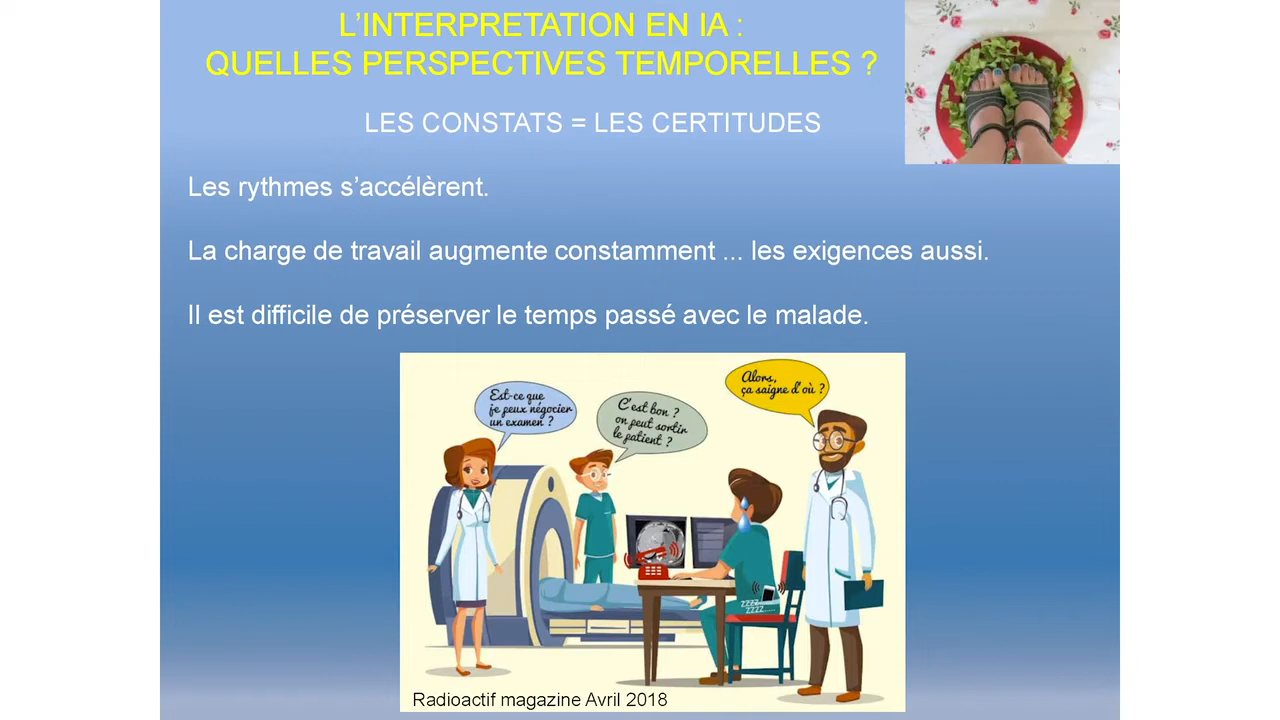 L’INTERPRETATION EN IA :
QUELLES PERSPECTIVES TEMPORELLES ?
LES CONSTATS = LES CERTITUDES
Les rythmes s’accélèrent.
La charge de travail augmente constamment ... les exigences aussi.
Il est difficile de préserver le temps passé avec le malade.
Est-ce que
je peux négocier
un examen ?
C'est bon ?
on peut sortir
le patient ?
Alors,
ça saigne d'où ?
ZZZZ....
ZZZZ.....
Radioactif magazine Avril 2018